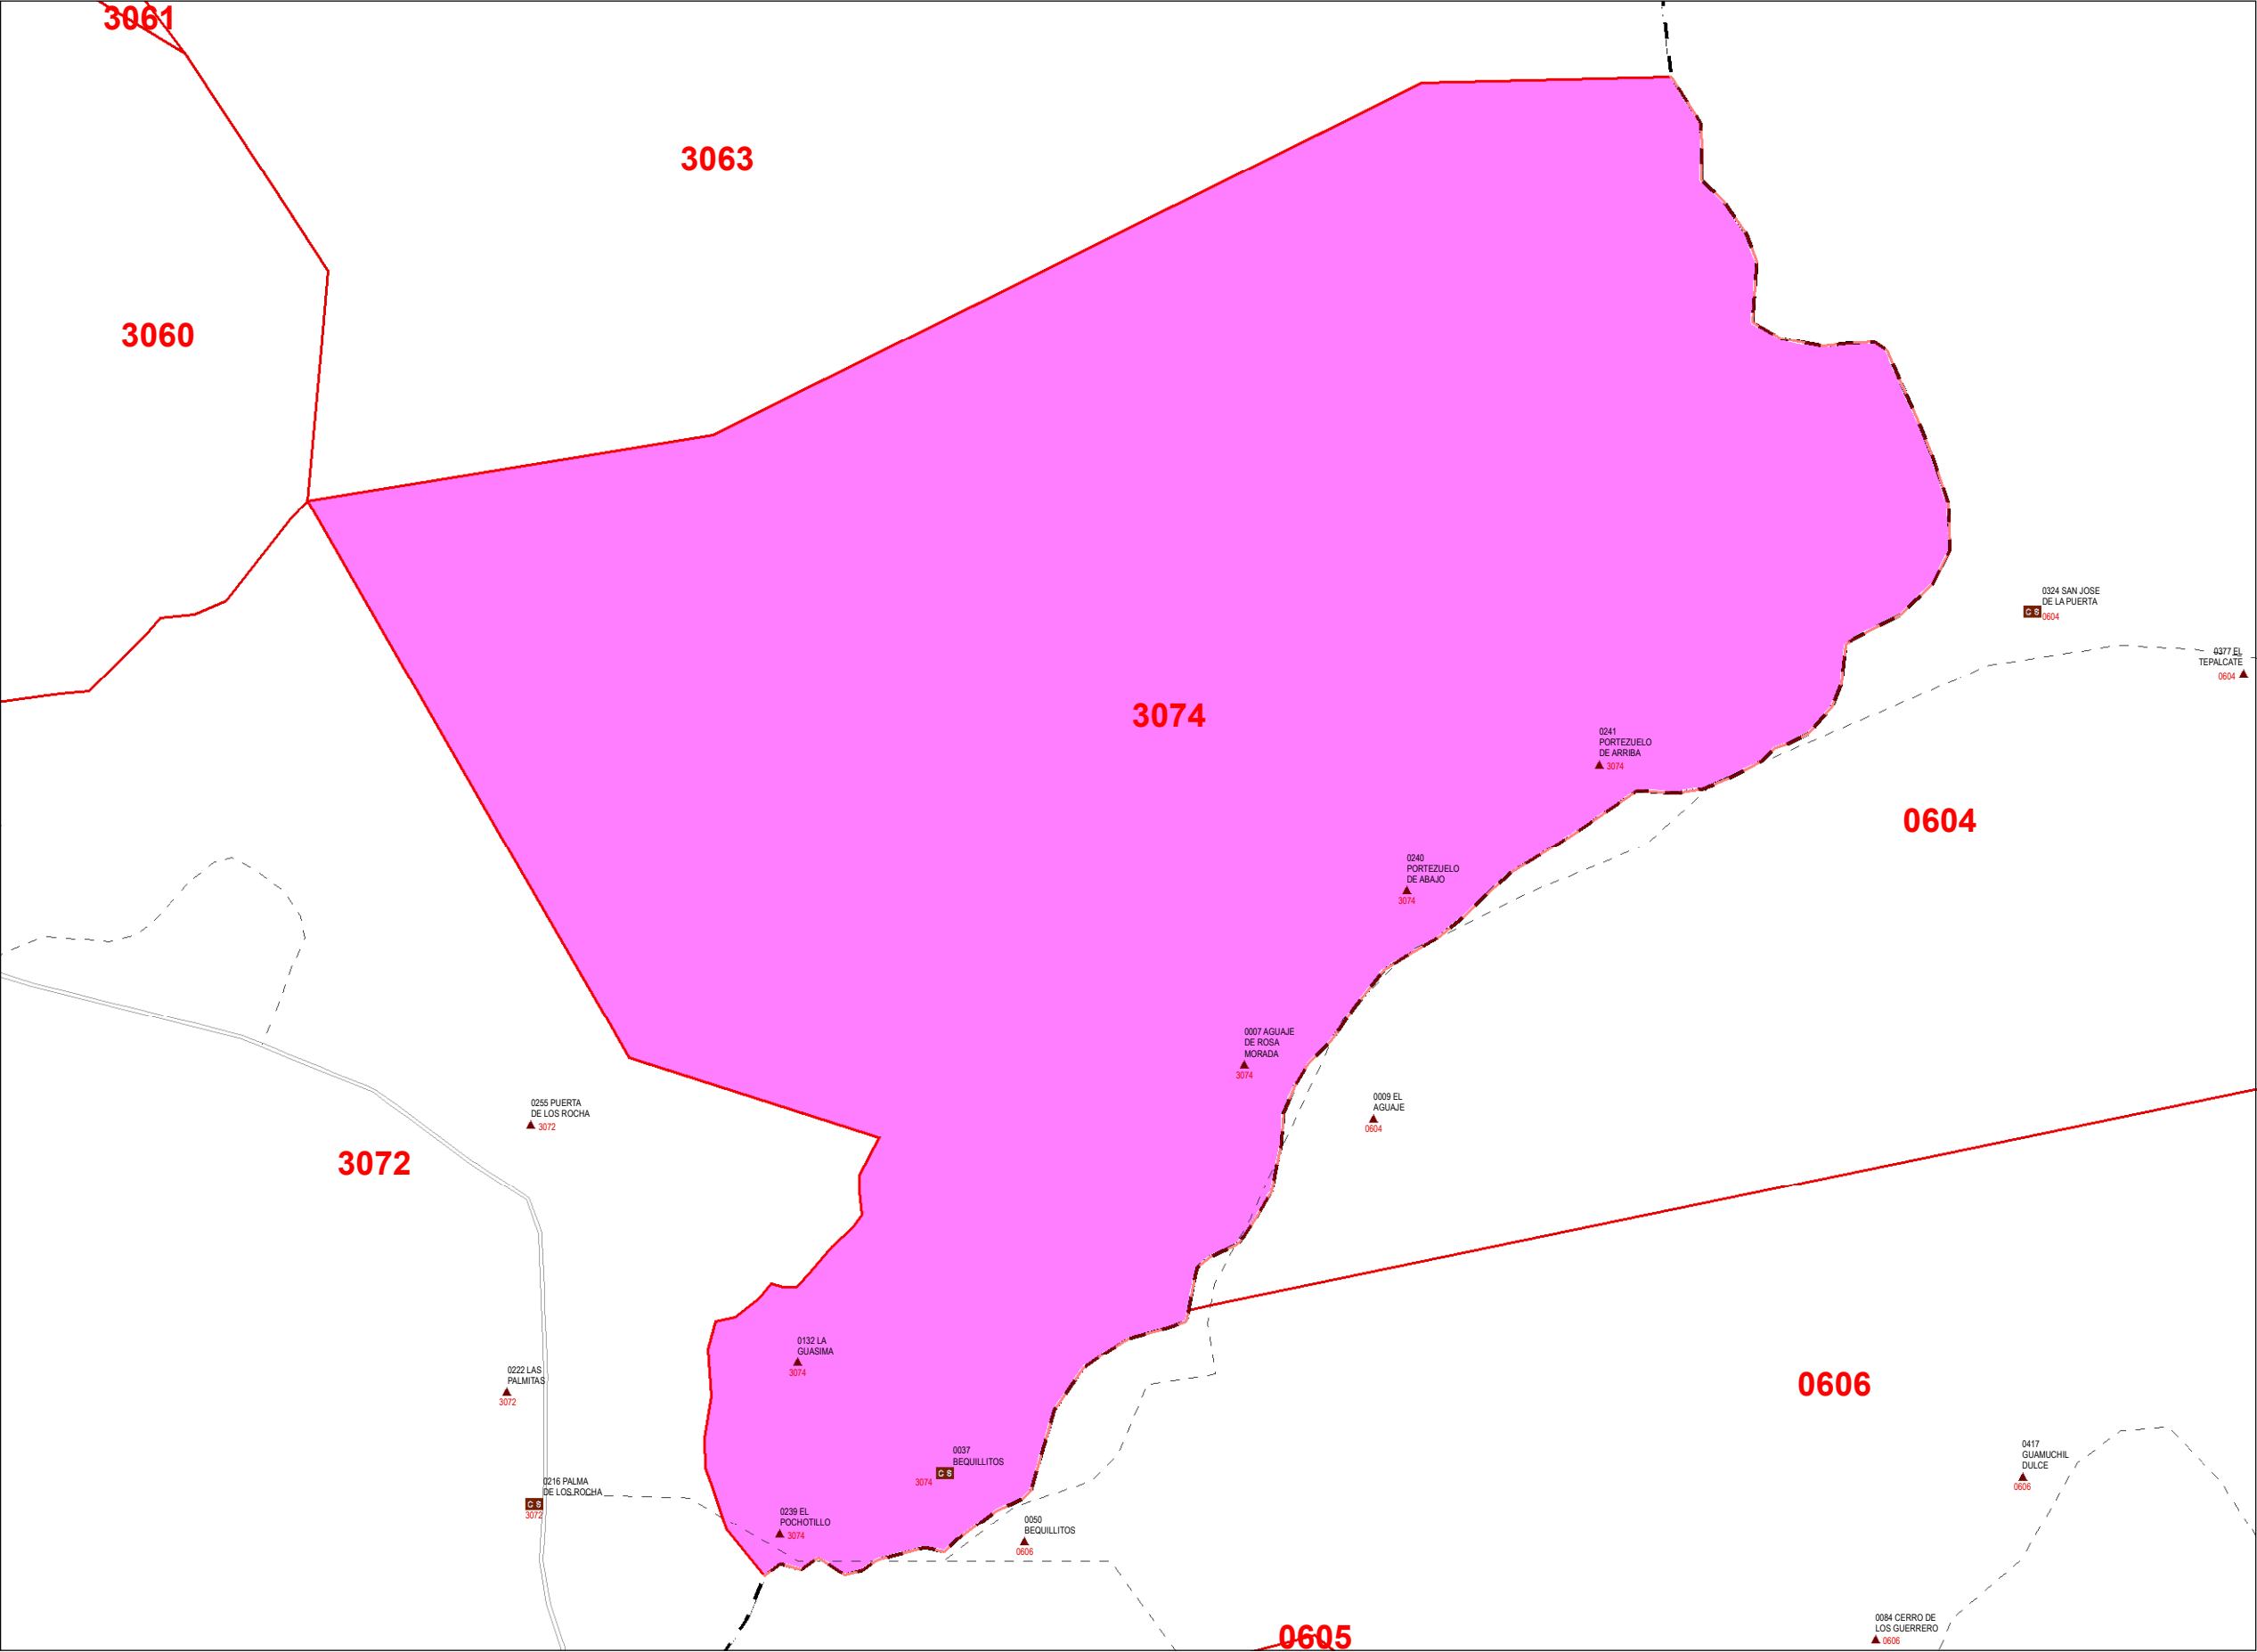 3061
3063
3060
0324 SAN JOSE
DE LA PUERTA
C S
0604
0377 EL
TEPALCATE
0604
3074
0241
PORTEZUELO
DE ARRIBA
3074
0604
0240
PORTEZUELO
DE ABAJO
3074
0007 AGUAJE
DE ROSA
MORADA
3074
0009 EL
AGUAJE
0604
0255 PUERTA
DE LOS ROCHA
3072
3072
0132 LA
GUASIMA
3074
0222 LAS
PALMITAS
3072
0606
0037
BEQUILLITOS
C S
3074
0417
GUAMUCHIL
DULCE
0606
0216 PALMA
DE LOS ROCHA
C S
3072
0239 EL
POCHOTILLO
3074
0050
BEQUILLITOS
0606
0084 CERRO DE
LOS GUERRERO
0606
0605